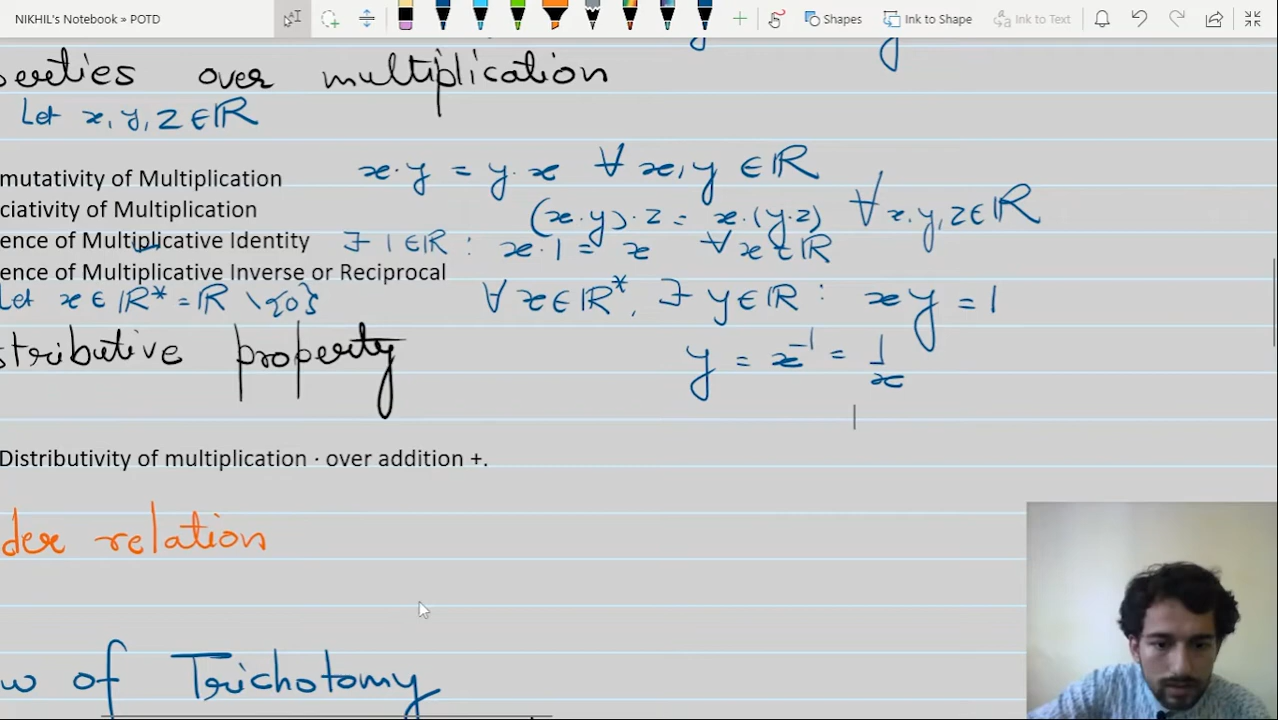 NIKHIL's Notebook » POTD
Shapes Ink to Shape Ink to Text
perties over multiplication
Let x, y, z ∈ ℝ
mutativity of Multiplication x·y = y·x ∀ x, y ∈ ℝ
ciativity of Multiplication (x·y)·z = x·(y·z) ∀ x, y, z ∈ ℝ
ence of Multiplicative Identity ∃ 1 ∈ ℝ : x·1 = x ∀ x ∈ ℝ
ence of Multiplicative Inverse or Reciprocal
Let x ∈ ℝ* = ℝ \ {0} ∀ x ∈ ℝ*, ∃ y ∈ ℝ : xy = 1
stributive property y = x⁻¹ = 1/x
Distributivity of multiplication · over addition +.
der relation
w of Trichotomy